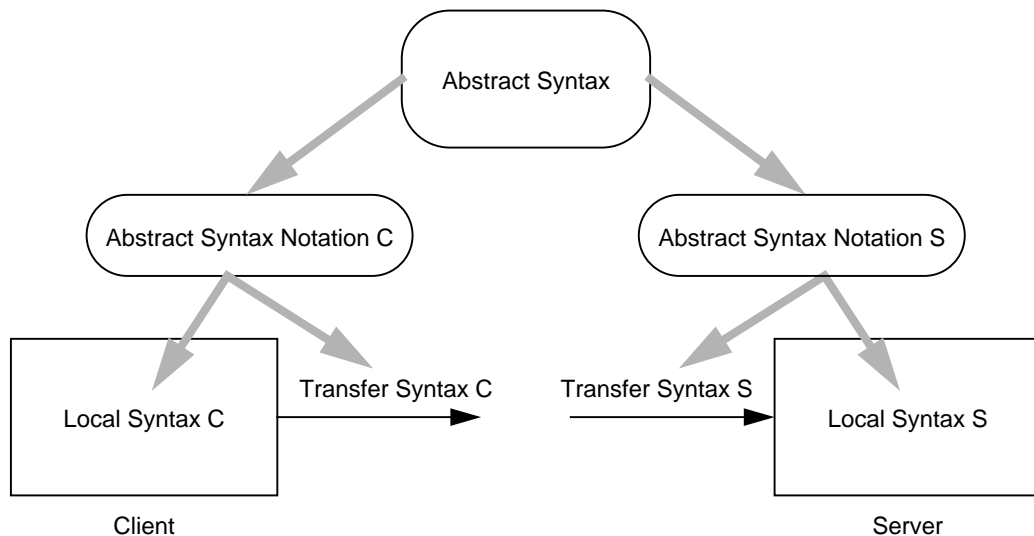 Abstract Syntax
Abstract Syntax Notation C
Abstract Syntax Notation S
Transfer Syntax C
Transfer Syntax S
Local Syntax C
Local Syntax S
Client
Server